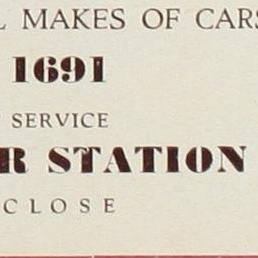 L MAKES OF CARS
1691
SERVICE
R STATION
CLOSE